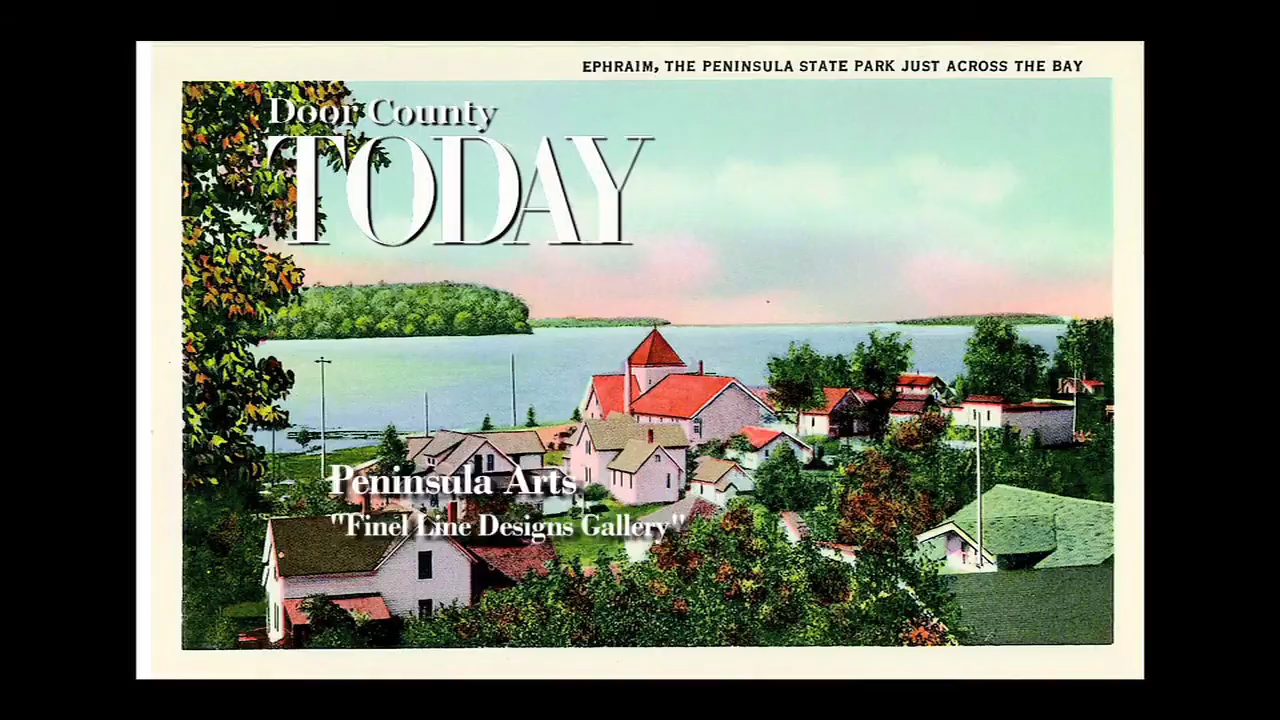 EPHRAIM, THE PENINSULA STATE PARK JUST ACROSS THE BAY
Door County
TODAY
Peninsula Arts
"Finel Line Designs Gallery"